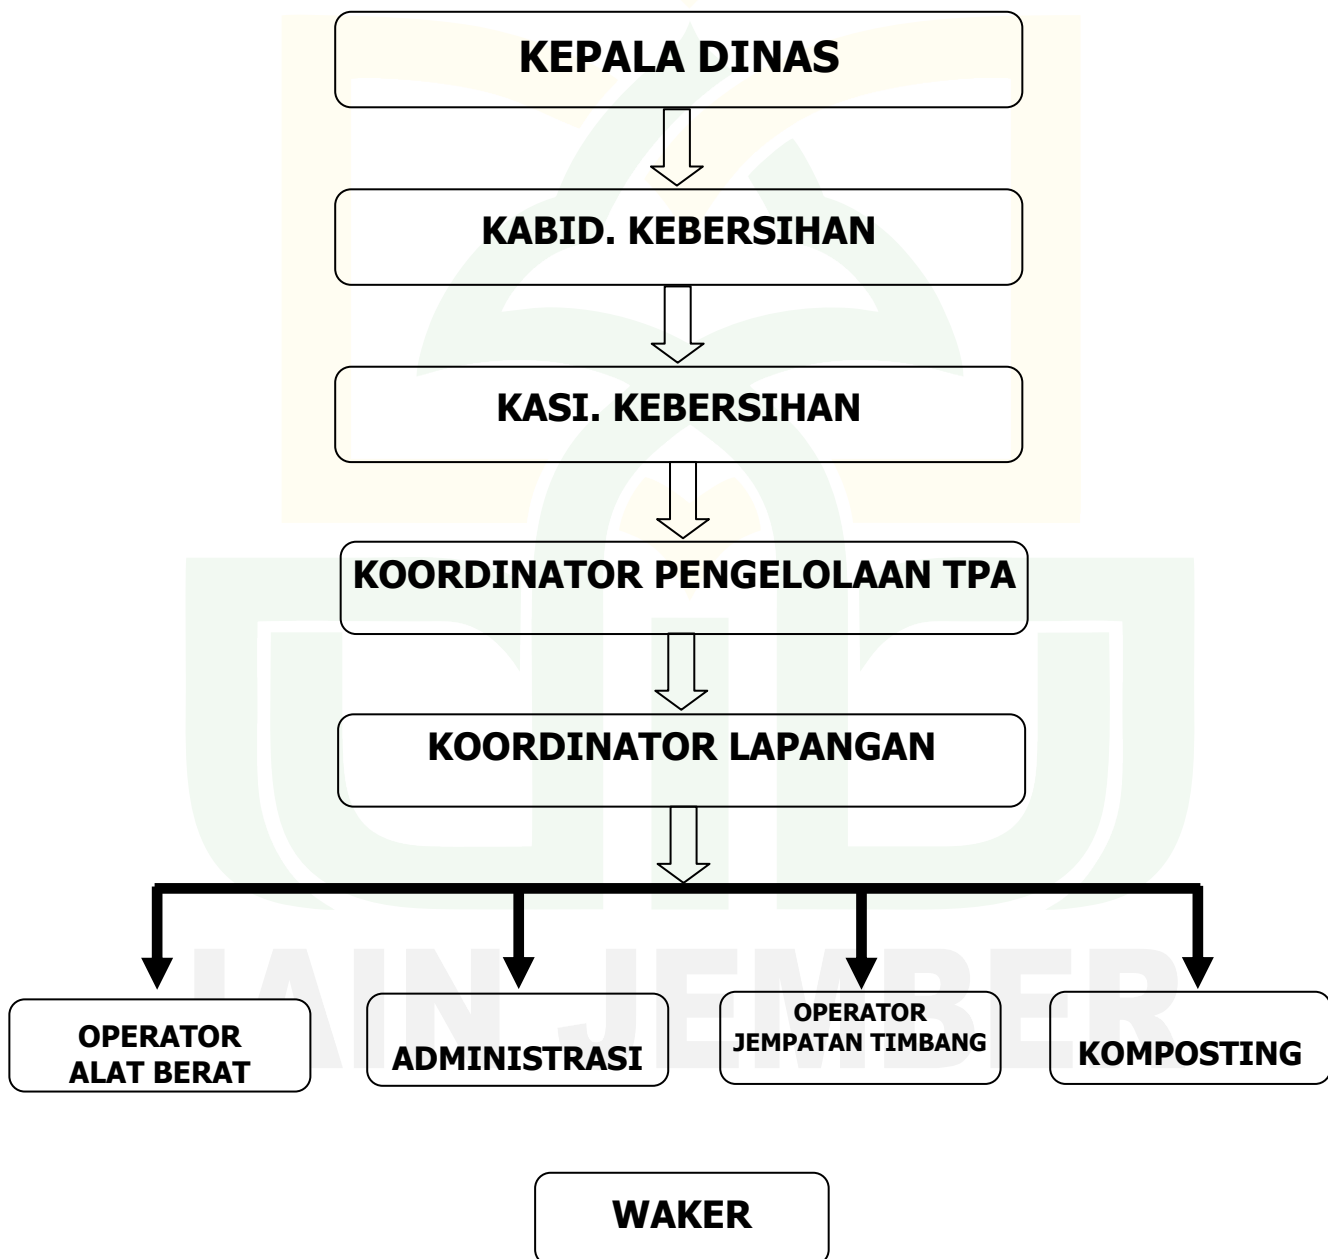 KEPALA DINAS
KABID. KEBERSIHAN
KASI. KEBERSIHAN
KOORDINATOR PENGELOLAAN TPA
KOORDINATOR LAPANGAN
OPERATOR
ALAT BERAT
ADMINISTRASI
OPERATOR
JEMPATAN TIMBANG
KOMPOSTING
IAIN JEMBER
WAKER